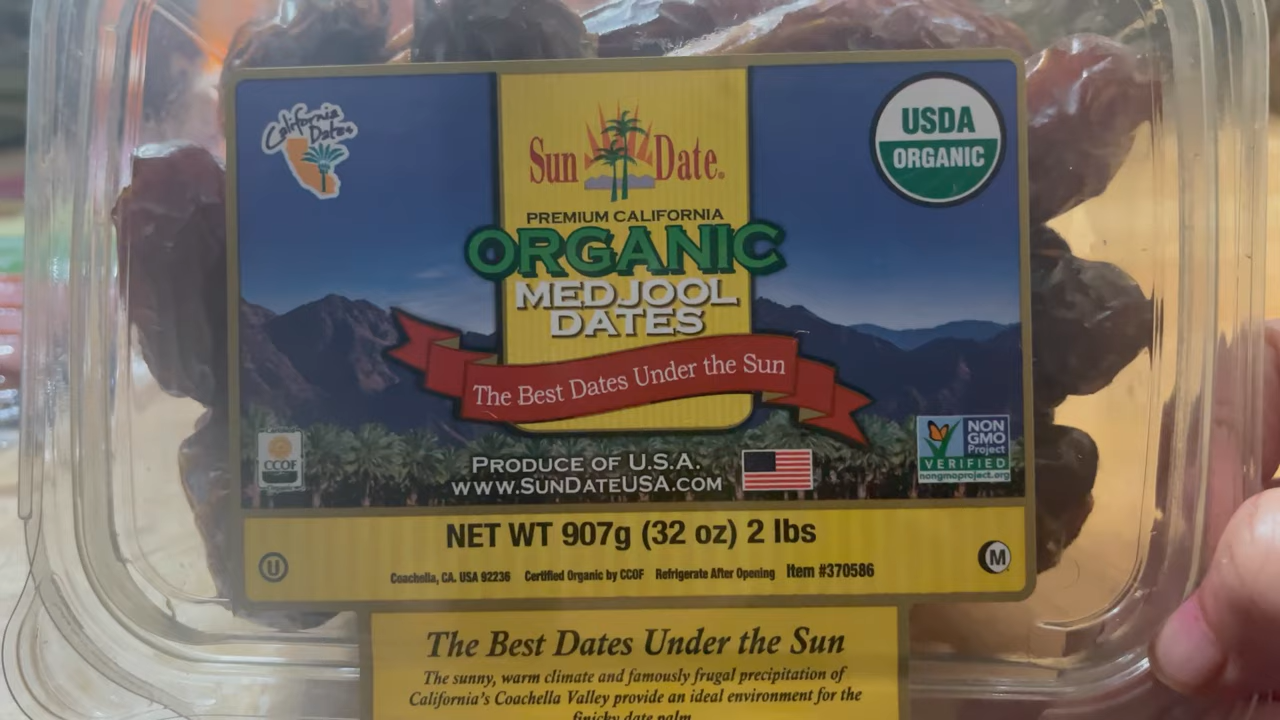 California
Dates
USDA
ORGANIC
Sun Date®
PREMIUM CALIFORNIA
ORGANIC
MEDJOOL
DATES
The Best Dates Under the Sun
CCOF
PRODUCE OF U.S.A.
WWW.SUNDATEUSA.COM
NON
GMO
Project
VERIFIED
nongmoproject.org
NET WT 907g (32 oz) 2 lbs
U
Coachella, CA. USA 92236 Certified Organic by CCOF Refrigerate After Opening Item #370586
M
The Best Dates Under the Sun
The sunny, warm climate and famously frugal precipitation of
California's Coachella Valley provide an ideal environment for the
finicky date palm